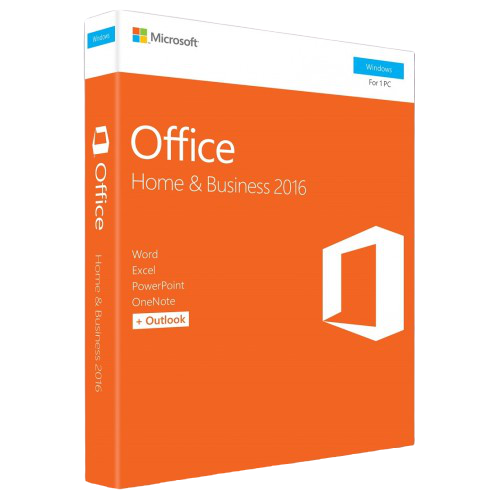 Windows
Microsoft
Windows
For 1 PC
Office
Home & Business 2016
Word
Excel
PowerPoint
OneNote
+ Outlook
Office
Home & Business 2016